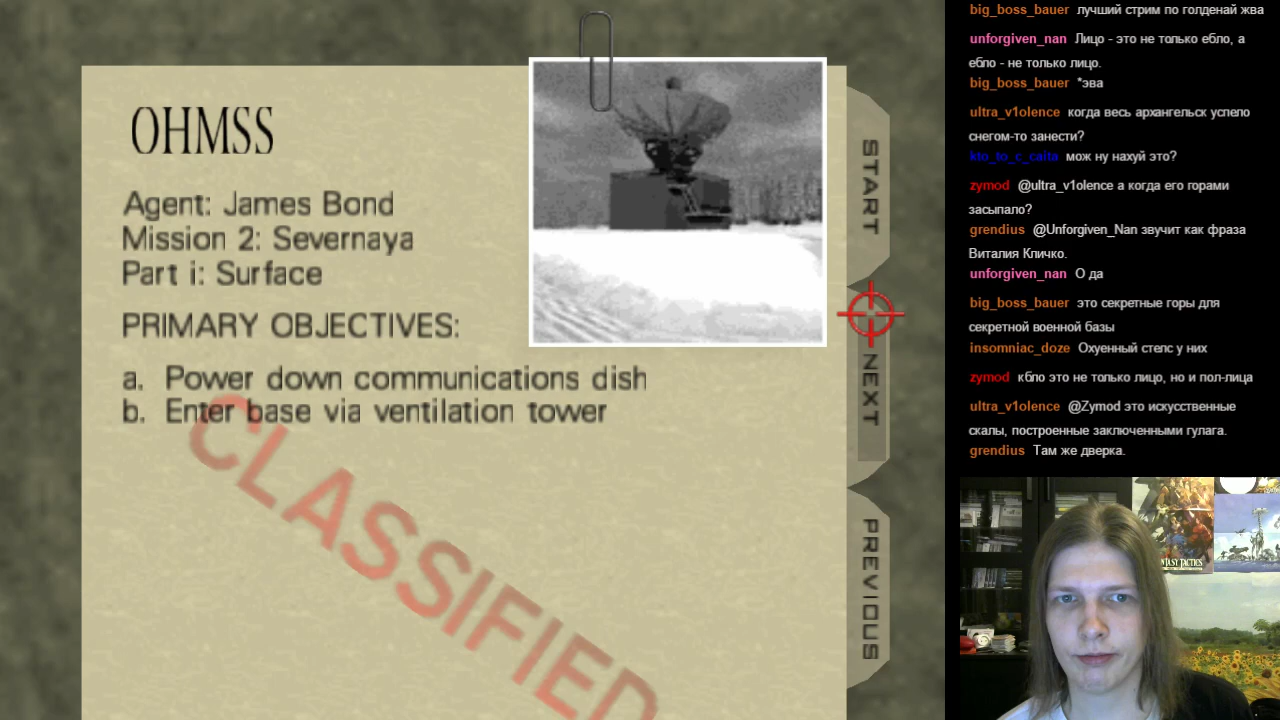 OHMSS
Agent: James Bond
Mission 2: Severnaya
Part i: Surface
PRIMARY OBJECTIVES:
a. Power down communications dish
b. Enter base via ventilation tower
CLASSIFIED
START
NEXT
PREVIOUS
big_boss_bauer лучший стрим по голденай жва
unforgiven_nan Лицо - это не только ебло, а
ебло - не только лицо.
big_boss_bauer *эва
ultra_v1olence когда весь архангельск успело
снегом-то занести?
kto_to_c_caita мож ну нахуй это?
zymod @ultra_v1olence а когда его горами
засыпало?
grendius @Unforgiven_Nan звучит как фраза
Виталия Кличко.
unforgiven_nan О да
big_boss_bauer это секретные горы для
секретной военной базы
insomniac_doze Охуенный стелс у них
zymod кбло это не только лицо, но и пол-лица
ultra_v1olence @Zymod это искусственные
скалы, построенные заключенными гулага.
grendius Там же дверка.
TACTICS